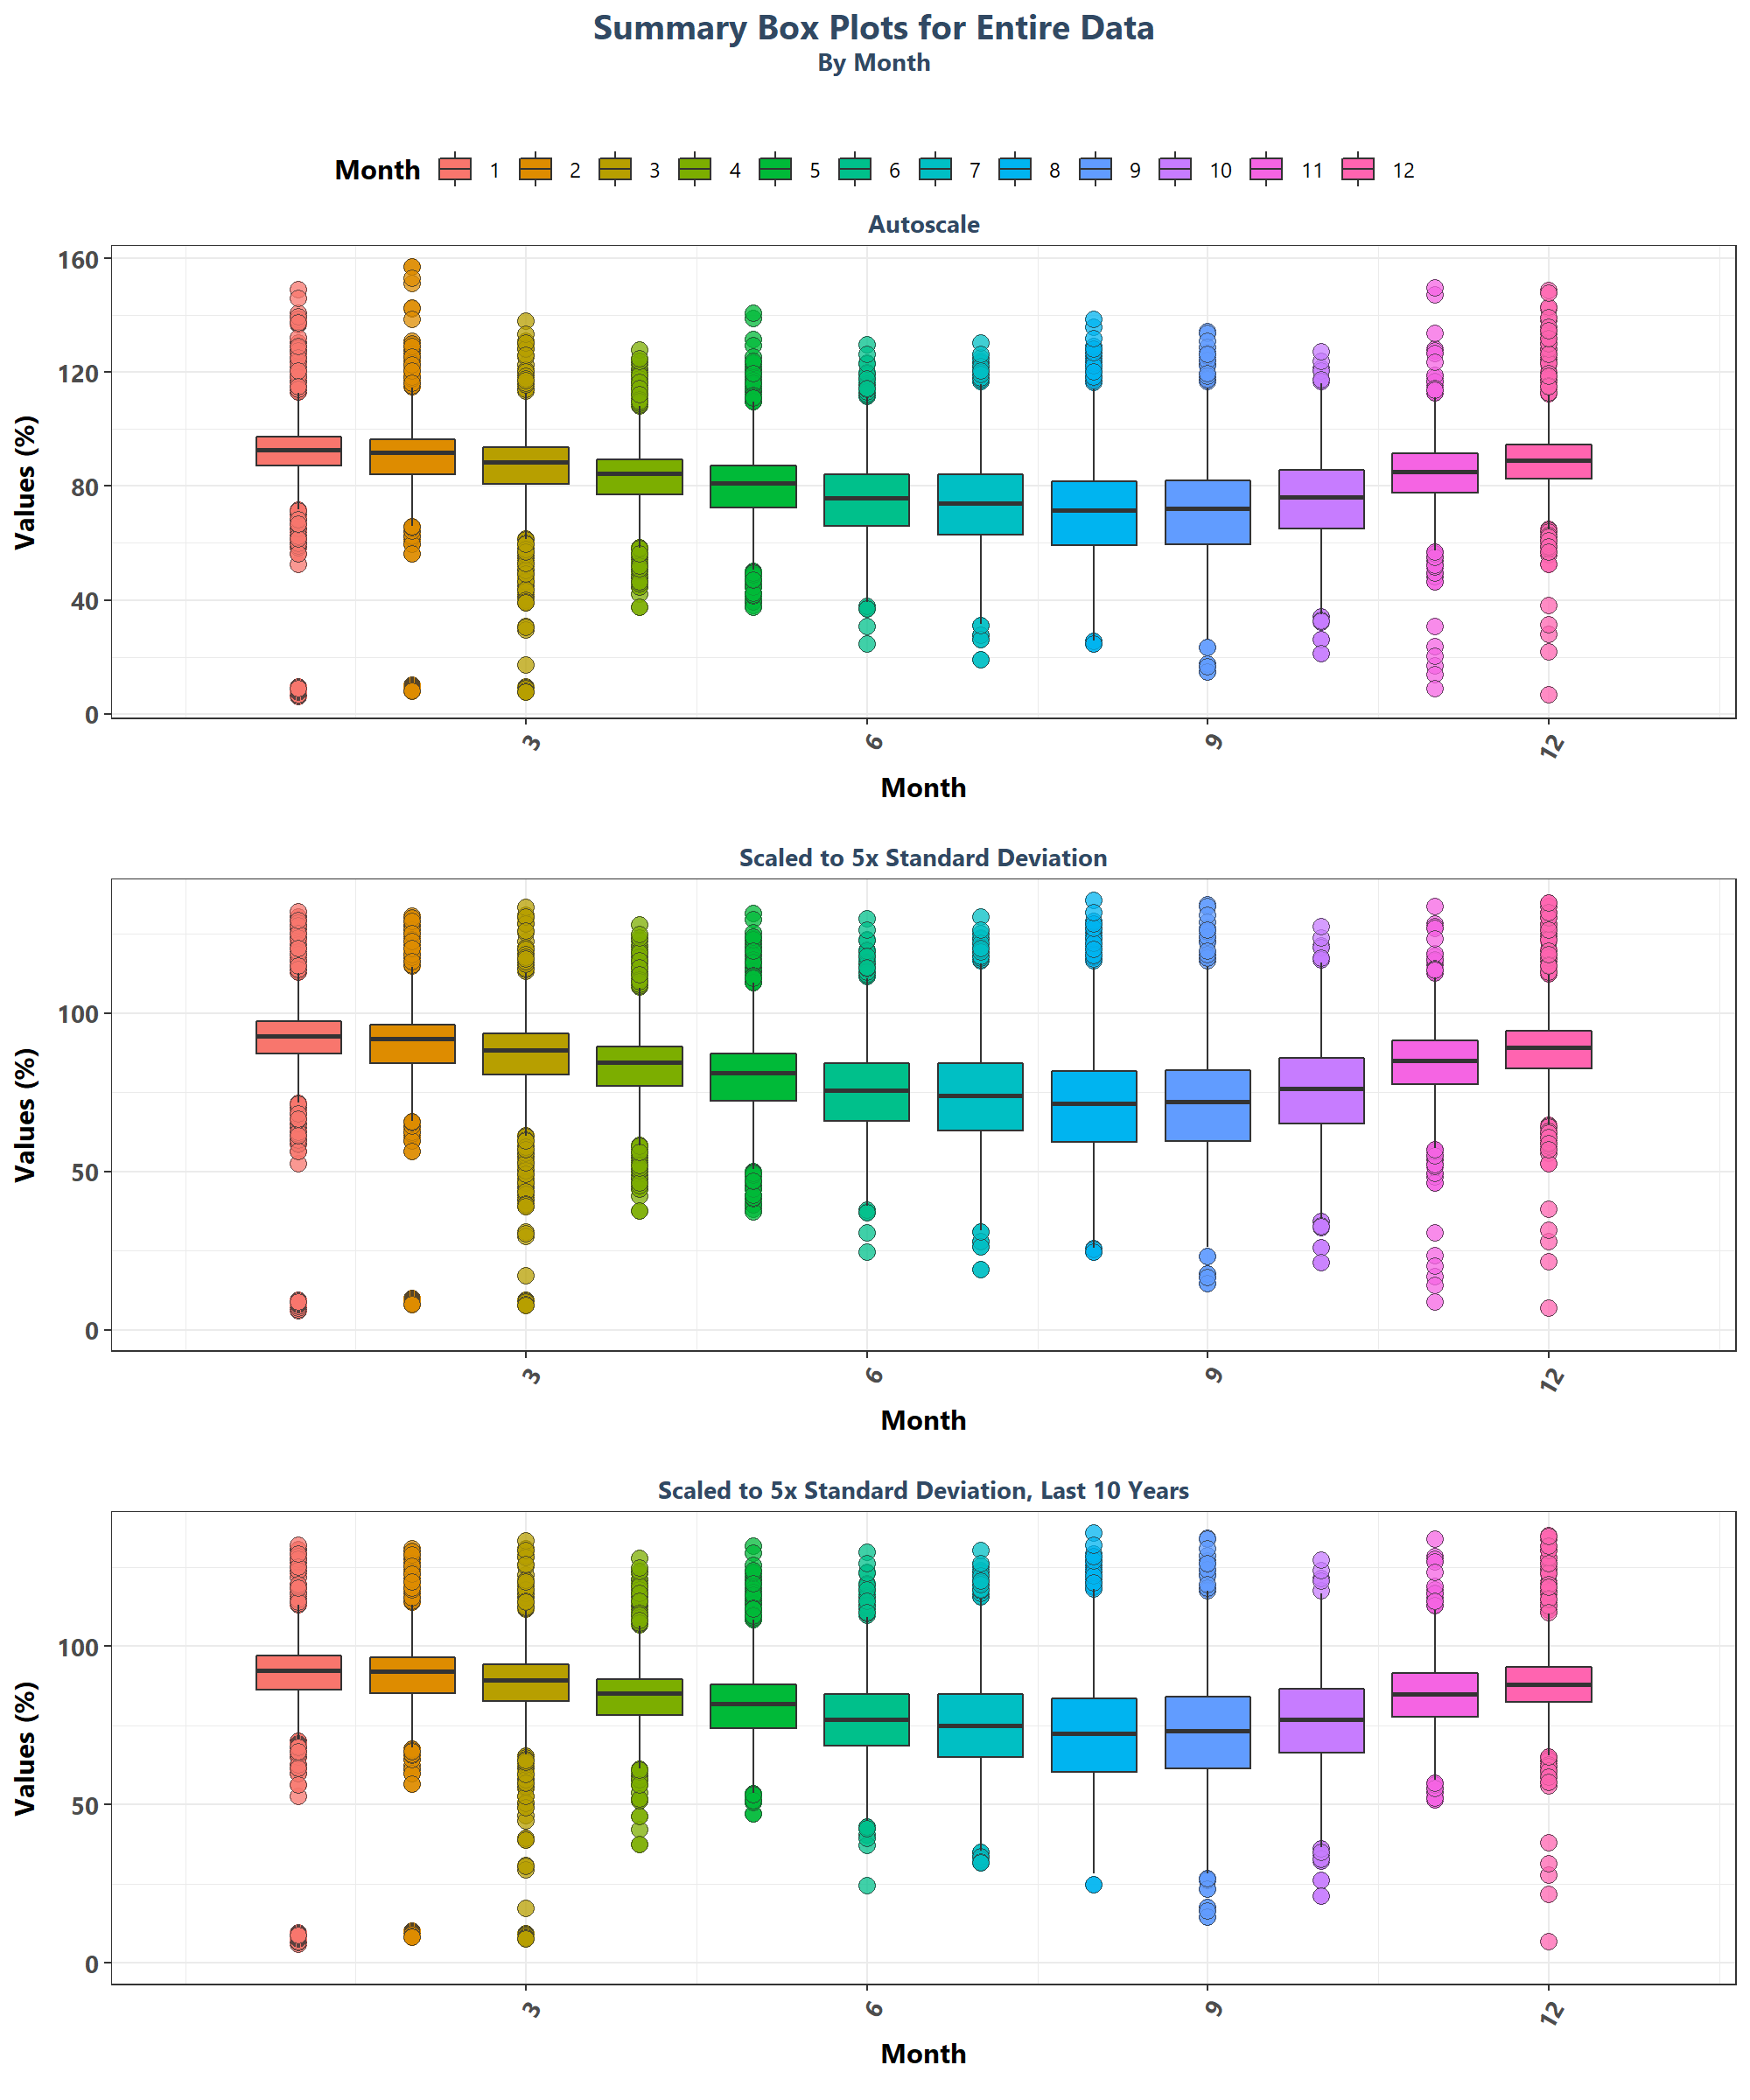 Summary Box Plots for Entire Data
By Month
Month 1 2 3 4 5 6 7 8 9 10 11 12
Autoscale
Values (%)
160
120
80
40
0
3 6 9 12
Month
Scaled to 5x Standard Deviation
Values (%)
100
50
0
3 6 9 12
Month
Scaled to 5x Standard Deviation, Last 10 Years
Values (%)
100
50
0
3 6 9 12
Month